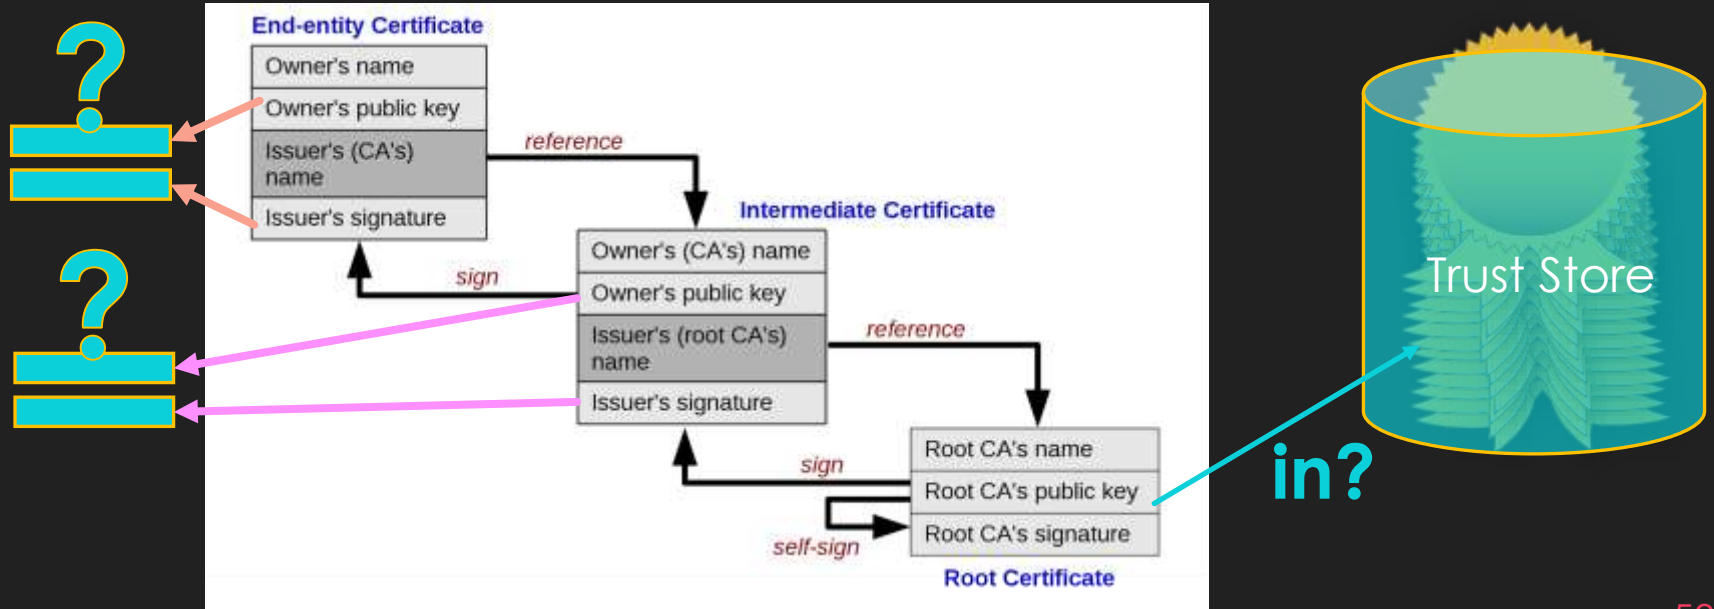 ?
End-entity Certificate
Owner's name
Owner's public key
Issuer's (CA's)
name
Issuer's signature
reference
sign
?
Intermediate Certificate
Owner's (CA's) name
Owner's public key
Issuer's (root CA's)
name
Issuer's signature
reference
sign
self-sign
Root CA's name
Root CA's public key
Root CA's signature
Root Certificate
in?
Trust Store